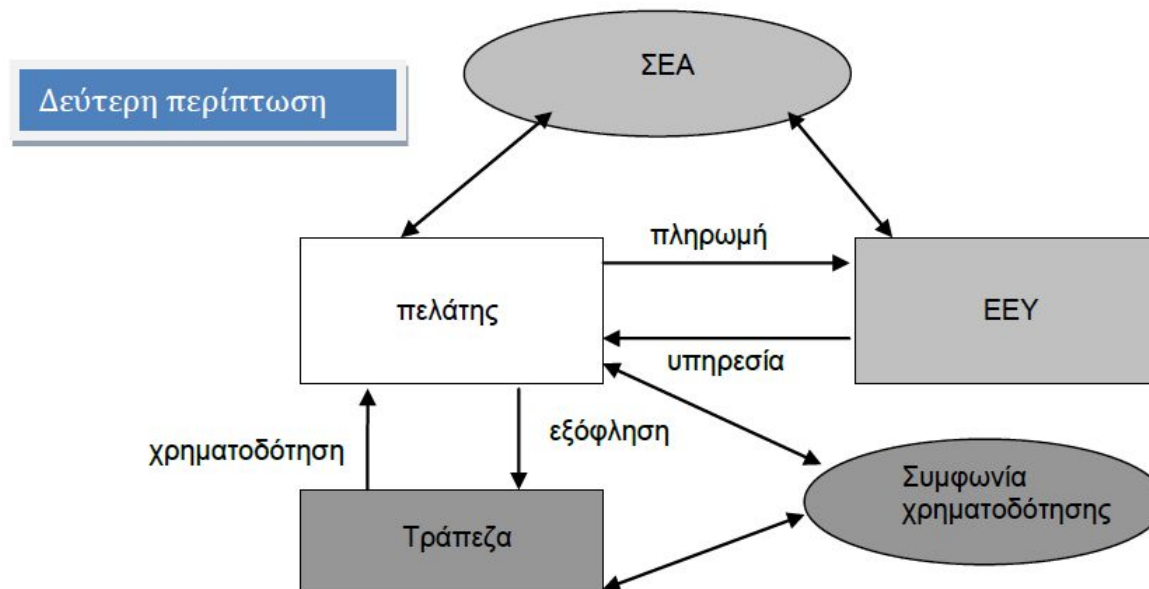 ΣΕΑ
Δεύτερη περίπτωση
πληρωμή
πελάτης
ΕΕΥ
υπηρεσία
χρηματοδότηση
εξόφληση
Τράπεζα
Συμφωνία
χρηματοδότησης